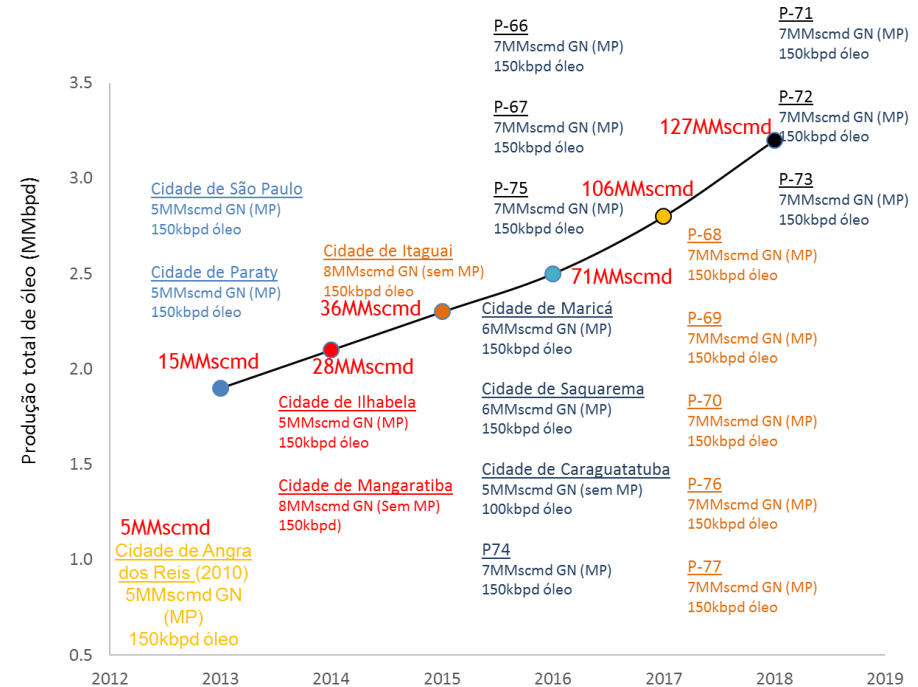 P-66
7MMscmd GN (MP)
150kbpd óleo
P-67
7MMscmd GN (MP)
150kbpd óleo
P-75
7MMscmd GN (MP)
150kbpd óleo
P-71
7MMscmd GN (MP)
150kbpd óleo
P-72
7MMscmd GN (MP)
150kbpd óleo
P-73
7MMscmd GN (MP)
150kbpd óleo
Produção total de óleo (MMbpd)
3.5
3.0
2.5
2.0
1.5
1.0
0.5
2012
2013
2014
2015
2016
2017
2018
2019
127MMscmd
106MMscmd
71MMscmd
36MMscmd
28MMscmd
15MMscmd
5MMscmd
Cidade de São Paulo
5MMscmd GN (MP)
150kbpd óleo
Cidade de Paraty
5MMscmd GN (MP)
150kbpd óleo
Cidade de Itaguai
8MMscmd GN (sem MP)
150kbpd óleo
Cidade de Ilhabela
5MMscmd GN (MP)
150kbpd óleo
Cidade de Mangaratiba
8MMscmd GN (Sem MP)
150kbpd)
Cidade de Angra
dos Reis (2010)
5MMscmd GN
(MP)
150kbpd óleo
Cidade de Maricá
6MMscmd GN (MP)
150kbpd óleo
Cidade de Saquarema
6MMscmd GN (MP)
150kbpd óleo
Cidade de Caraguatatuba
5MMscmd GN (sem MP)
100kbpd óleo
P74
7MMscmd GN (MP)
150kbpd óleo
P-68
7MMscmd GN (MP)
150kbpd óleo
P-69
7MMscmd GN (MP)
150kbpd óleo
P-70
7MMscmd GN (MP)
150kbpd óleo
P-76
7MMscmd GN (MP)
150kbpd óleo
P-77
7MMscmd GN (MP)
150kbpd óleo